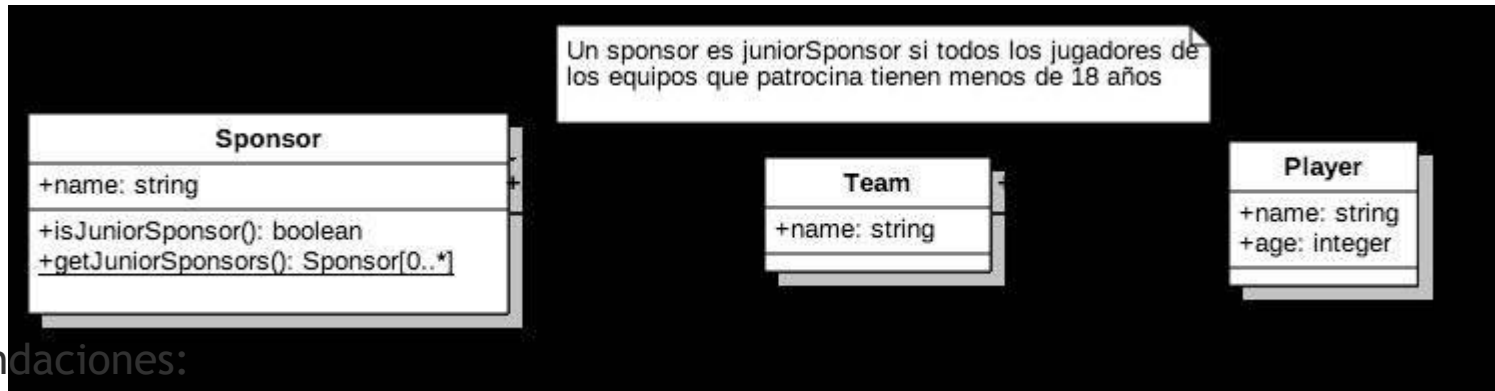 Un sponsor es juniorSponsor si todos los jugadores de
los equipos que patrocina tienen menos de 18 años
Sponsor
+name: string
+isJuniorSponsor(): boolean
+getJuniorSponsors(): Sponsor[0..*]
Team
+name: string
Player
+name: string
+age: integer
ndaciones: